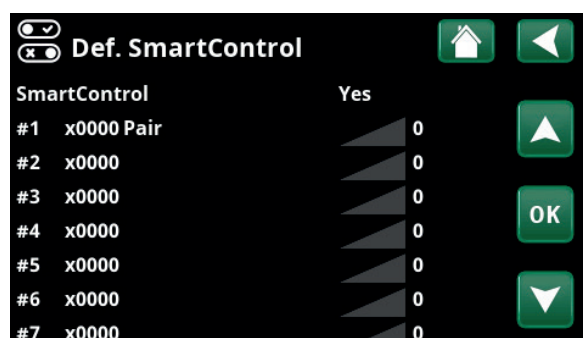 Def. SmartControl
SmartControl Yes
#1 x0000 Pair 0
#2 x0000 0
#3 x0000 0
#4 x0000 0
OK
#5 x0000 0
#6 x0000 0
#7 x0000 0